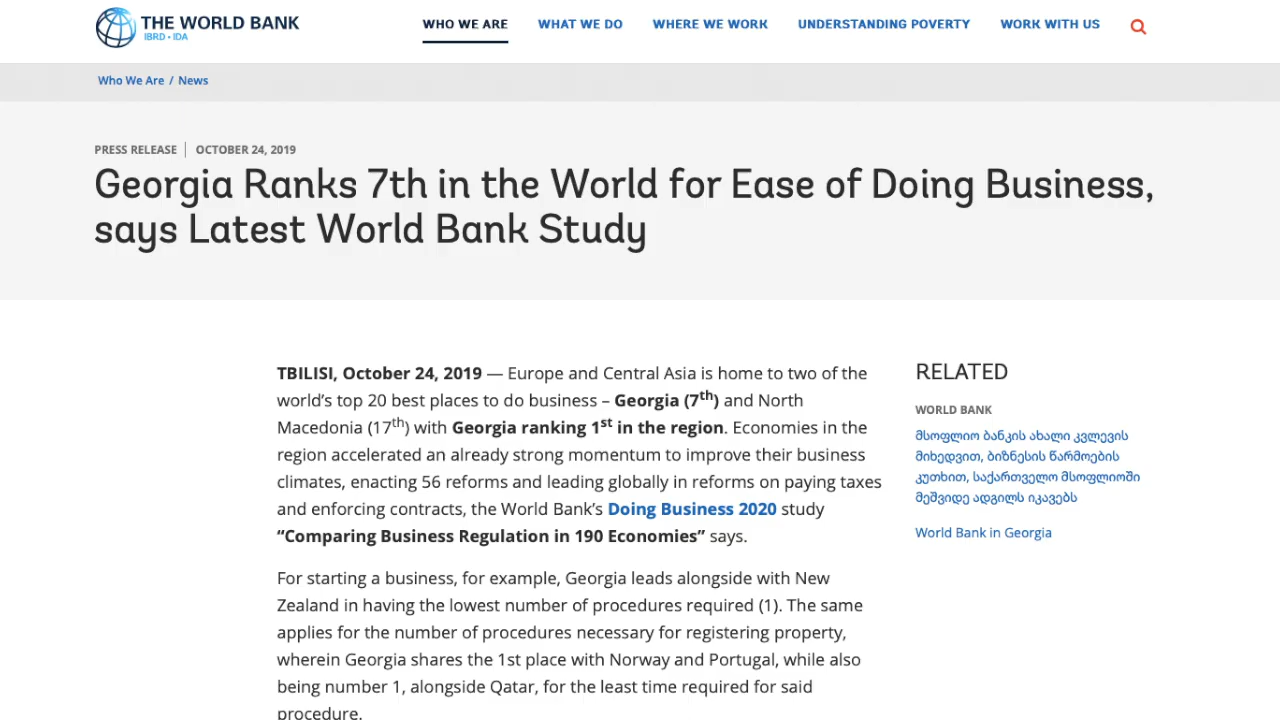 THE WORLD BANK
IBRD • IDA
WHO WE ARE
WHAT WE DO
WHERE WE WORK
UNDERSTANDING POVERTY
WORK WITH US
Who We Are / News
PRESS RELEASE | OCTOBER 24, 2019
Georgia Ranks 7th in the World for Ease of Doing Business,
says Latest World Bank Study
TBILISI, October 24, 2019 — Europe and Central Asia is home to two of the
world's top 20 best places to do business – Georgia (7th) and North
Macedonia (17th) with Georgia ranking 1st in the region. Economies in the
region accelerated an already strong momentum to improve their business
climates, enacting 56 reforms and leading globally in reforms on paying taxes
and enforcing contracts, the World Bank's Doing Business 2020 study
“Comparing Business Regulation in 190 Economies” says.
For starting a business, for example, Georgia leads alongside with New
Zealand in having the lowest number of procedures required (1). The same
applies for the number of procedures necessary for registering property,
wherein Georgia shares the 1st place with Norway and Portugal, while also
being number 1, alongside Qatar, for the least time required for said
procedure.
RELATED
WORLD BANK
მსოფლიო ბანკის ახალი კვლევის
მიხედვით, ბიზნესის წარმოების
კუთხით, საქართველო მსოფლიოში
მეშვიდე ადგილს იკავებს
World Bank in Georgia